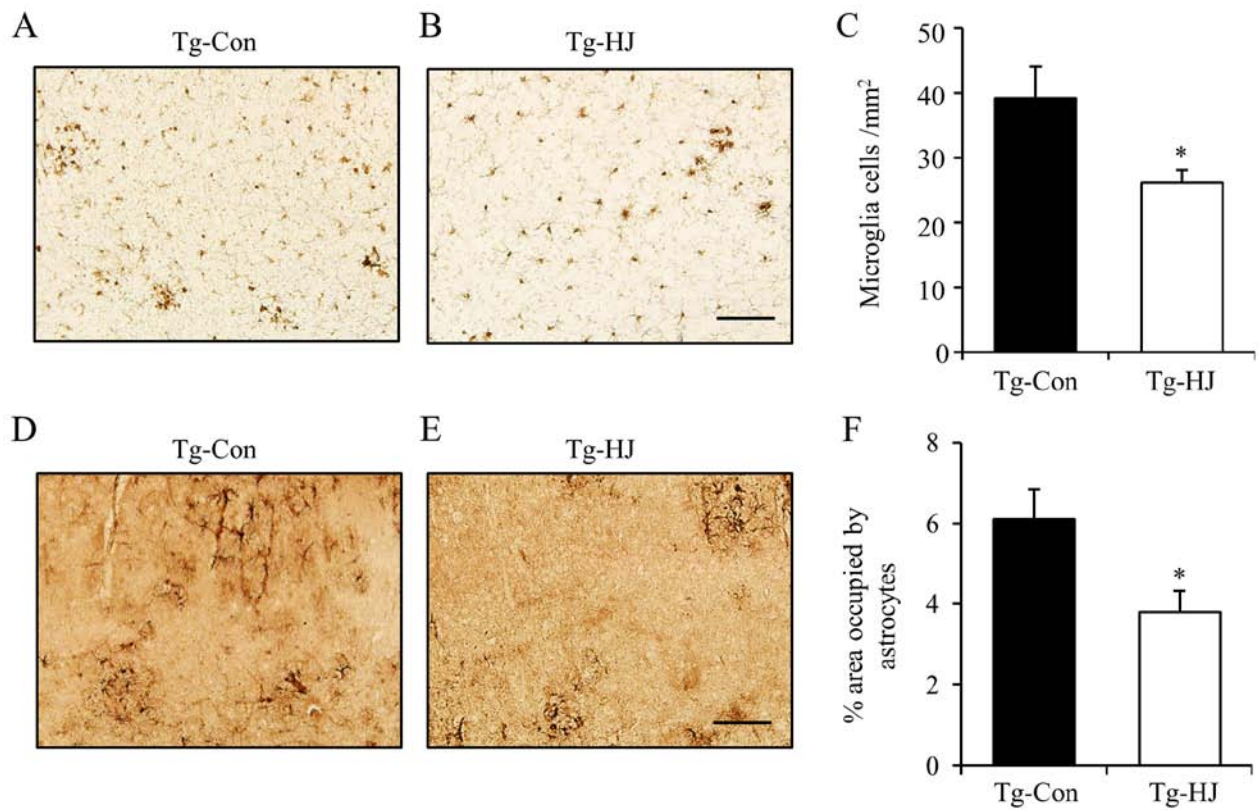 A
Tg-Con
B
Tg-HJ
C
Microglia cells /mm²
50
40
30
20
10
0
*
Tg-Con
Tg-HJ
D
Tg-Con
E
Tg-HJ
F
% area occupied by
astrocytes
8
6
4
2
0
*
Tg-Con
Tg-HJ